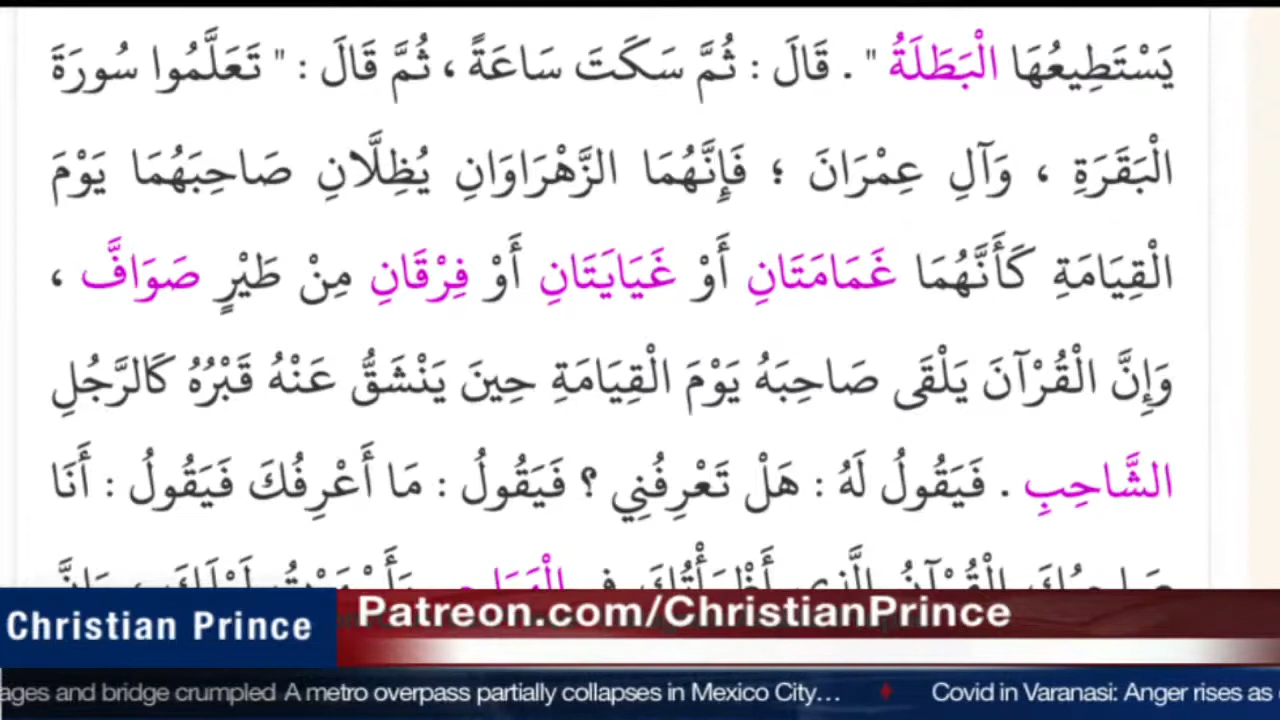 يَسْتَطِيعُهَا الْبَطَلَةُ " . قَالَ : ثُمَّ سَكَتَ سَاعَةً ، ثُمَّ قَالَ : " تَعَلَّمُوا سُورَةَ
الْبَقَرَةِ ، وَآلِ عِمْرَانَ ؛ فَإِنَّهُمَا الزَّهْرَاوَانِ يُظِلَّانِ صَاحِبَهُمَا يَوْمَ
الْقِيَامَةِ كَأَنَّهُمَا غَمَامَتَانِ أَوْ غَيَايَتَانِ أَوْ فِرْقَانِ مِنْ طَيْرٍ صَوَافَّ ،
وَإِنَّ الْقُرْآنَ يَلْقَى صَاحِبَهُ يَوْمَ الْقِيَامَةِ حِينَ يَنْشَقُّ عَنْهُ قَبْرُهُ كَالرَّجُلِ
الشَّاحِبِ . فَيَقُولُ لَهُ : هَلْ تَعْرِفُنِي ؟ فَيَقُولُ : مَا أَعْرِفُكَ فَيَقُولُ : أَنَا
Christian Prince
Patreon.com/ChristianPrince
ages and bridge crumpled A metro overpass partially collapses in Mexico City... Covid in Varanasi: Anger rises as